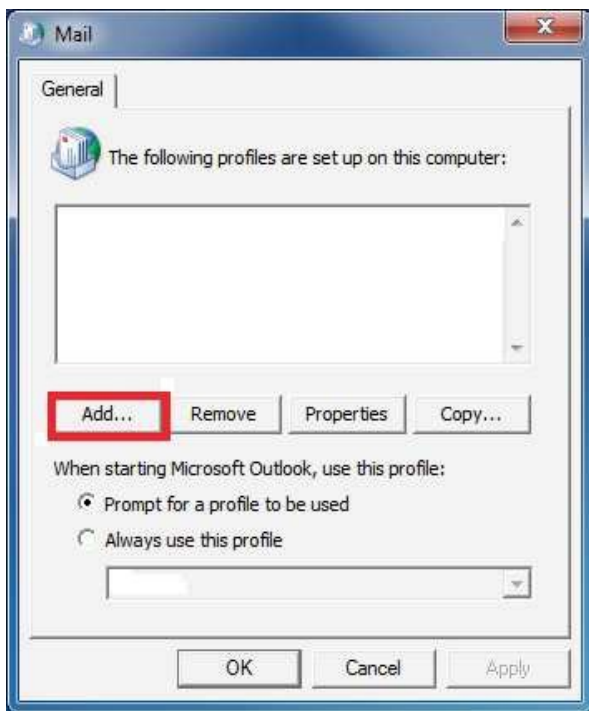 Mail
General
The following profiles are set up on this computer:
Add... Remove Properties Copy...
When starting Microsoft Outlook, use this profile:
Prompt for a profile to be used
Always use this profile
OK Cancel Apply